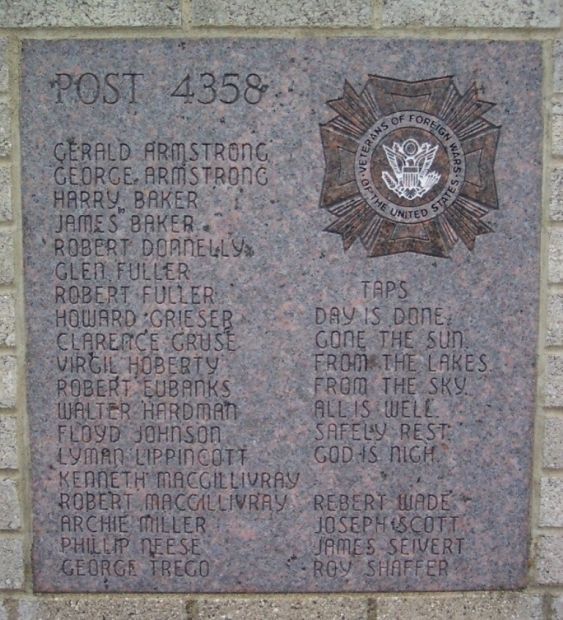 POST 4358
GERALD ARMSTRONG
GEORGE ARMSTRONG
HARRY BAKER
JAMES BAKER
ROBERT DONNELLY
GLEN FULLER
ROBERT FULLER
HOWARD GRIESER
CLARENCE GRUSE
VIRGIL HOBERTY
ROBERT EUBANKS
WALTER HARDMAN
FLOYD JOHNSON
LYMAN LIPPINCOTT
KENNETH MACGILLIVRAY
ROBERT MACGILLIVRAY
ARCHIE MILLER
PHILLIP NEESE
GEORGE TREGO
VETERANS OF FOREIGN WARS
OF THE UNITED STATES
TAPS
DAY IS DONE,
GONE THE SUN.
FROM THE LAKES
FROM THE SKY.
ALL IS WELL.
SAFELY REST.
GOD IS NIGH.
REBERT WADE
JOSEPH SCOTT
JAMES SEIVERT
ROY SHAFFER